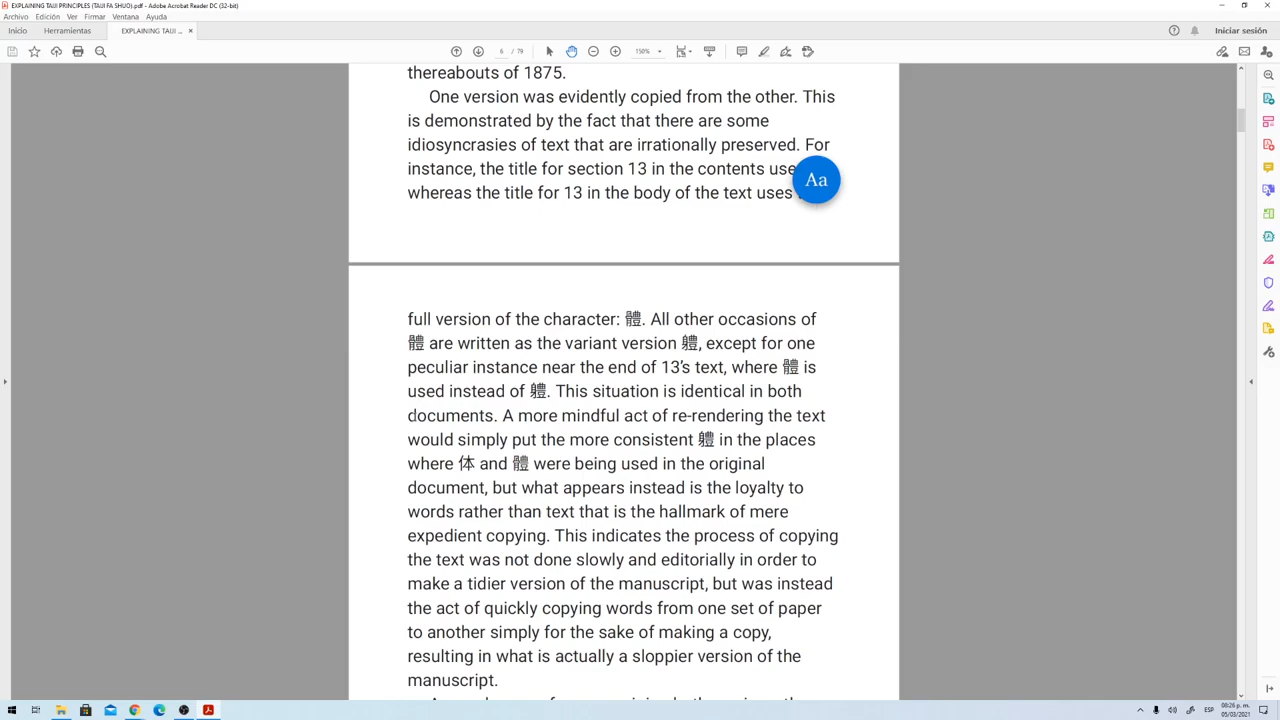 EXPLAINING TAIJI PRINCIPLES (TAIJI FA SHUO).pdf - Adobe Acrobat Reader DC (32-bit)
Archivo Edición Ver Firmar Ventana Ayuda
Inicio Herramientas EXPLAINING TAIJI ... Iniciar sesión
6 / 79 150%
thereabouts of 1875.
One version was evidently copied from the other. This
is demonstrated by the fact that there are some
idiosyncrasies of text that are irrationally preserved. For
instance, the title for section 13 in the contents use
whereas the title for 13 in the body of the text uses
Aa
full version of the character: 體. All other occasions of
體 are written as the variant version 軆, except for one
peculiar instance near the end of 13's text, where 體 is
used instead of 軆. This situation is identical in both
documents. A more mindful act of re-rendering the text
would simply put the more consistent 軆 in the places
where 体 and 體 were being used in the original
document, but what appears instead is the loyalty to
words rather than text that is the hallmark of mere
expedient copying. This indicates the process of copying
the text was not done slowly and editorially in order to
make a tidier version of the manuscript, but was instead
the act of quickly copying words from one set of paper
to another simply for the sake of making a copy,
resulting in what is actually a sloppier version of the
manuscript.
ESP
08:26 p. m.
05/03/2021